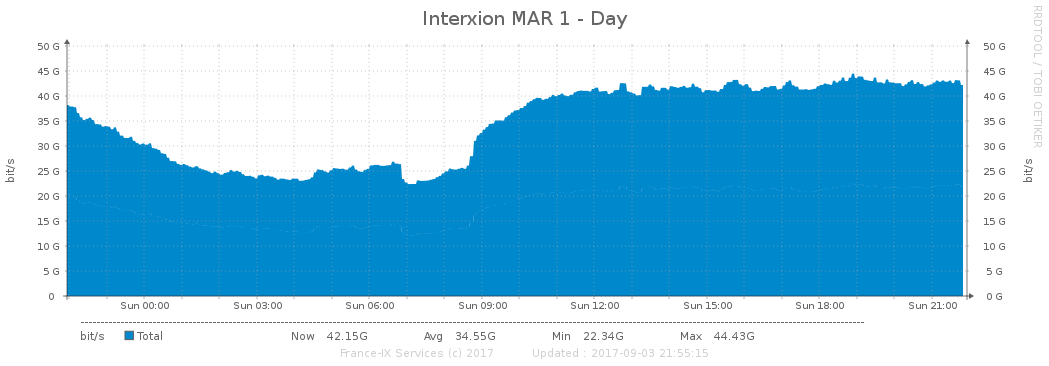 Interxion MAR 1 - Day
RRDTOOL / TOBI OETIKER
50 G 50 G
45 G 45 G
40 G 40 G
35 G 35 G
30 G 30 G
25 G 25 G
20 G 20 G
15 G 15 G
10 G 10 G
5 G 5 G
0 0 G
bit/s bit/s
Sun 00:00 Sun 03:00 Sun 06:00 Sun 09:00 Sun 12:00 Sun 15:00 Sun 18:00 Sun 21:00
bit/s Total Now 42.15G Avg 34.55G Min 22.34G Max 44.43G
France-IX Services (c) 2017 Updated : 2017-09-03 21:55:15